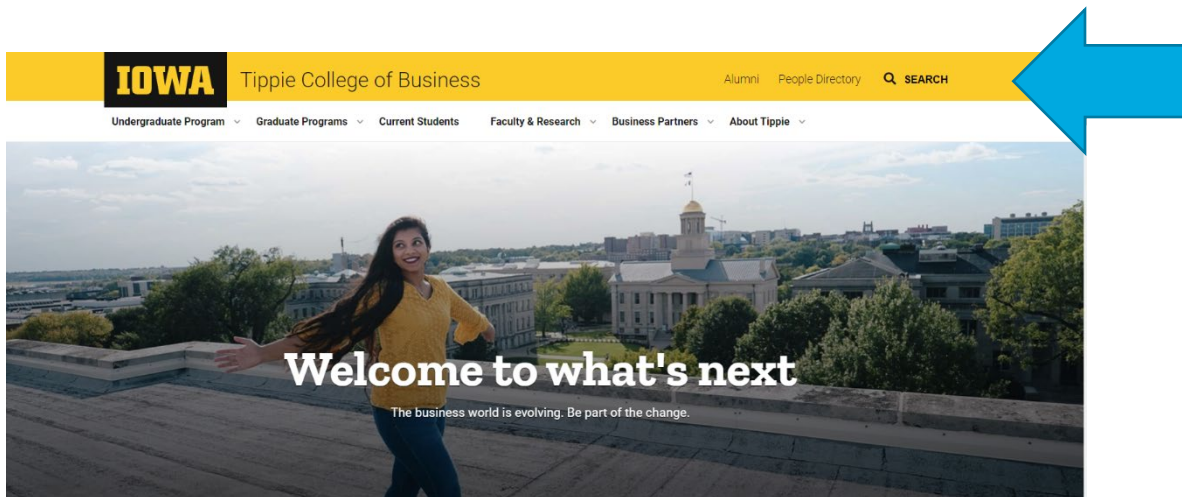 IOWA Tippie College of Business Alumni People Directory SEARCH
Undergraduate Program Graduate Programs Current Students Faculty & Research Business Partners About Tippie
Welcome to what's next
The business world is evolving. Be part of the change.